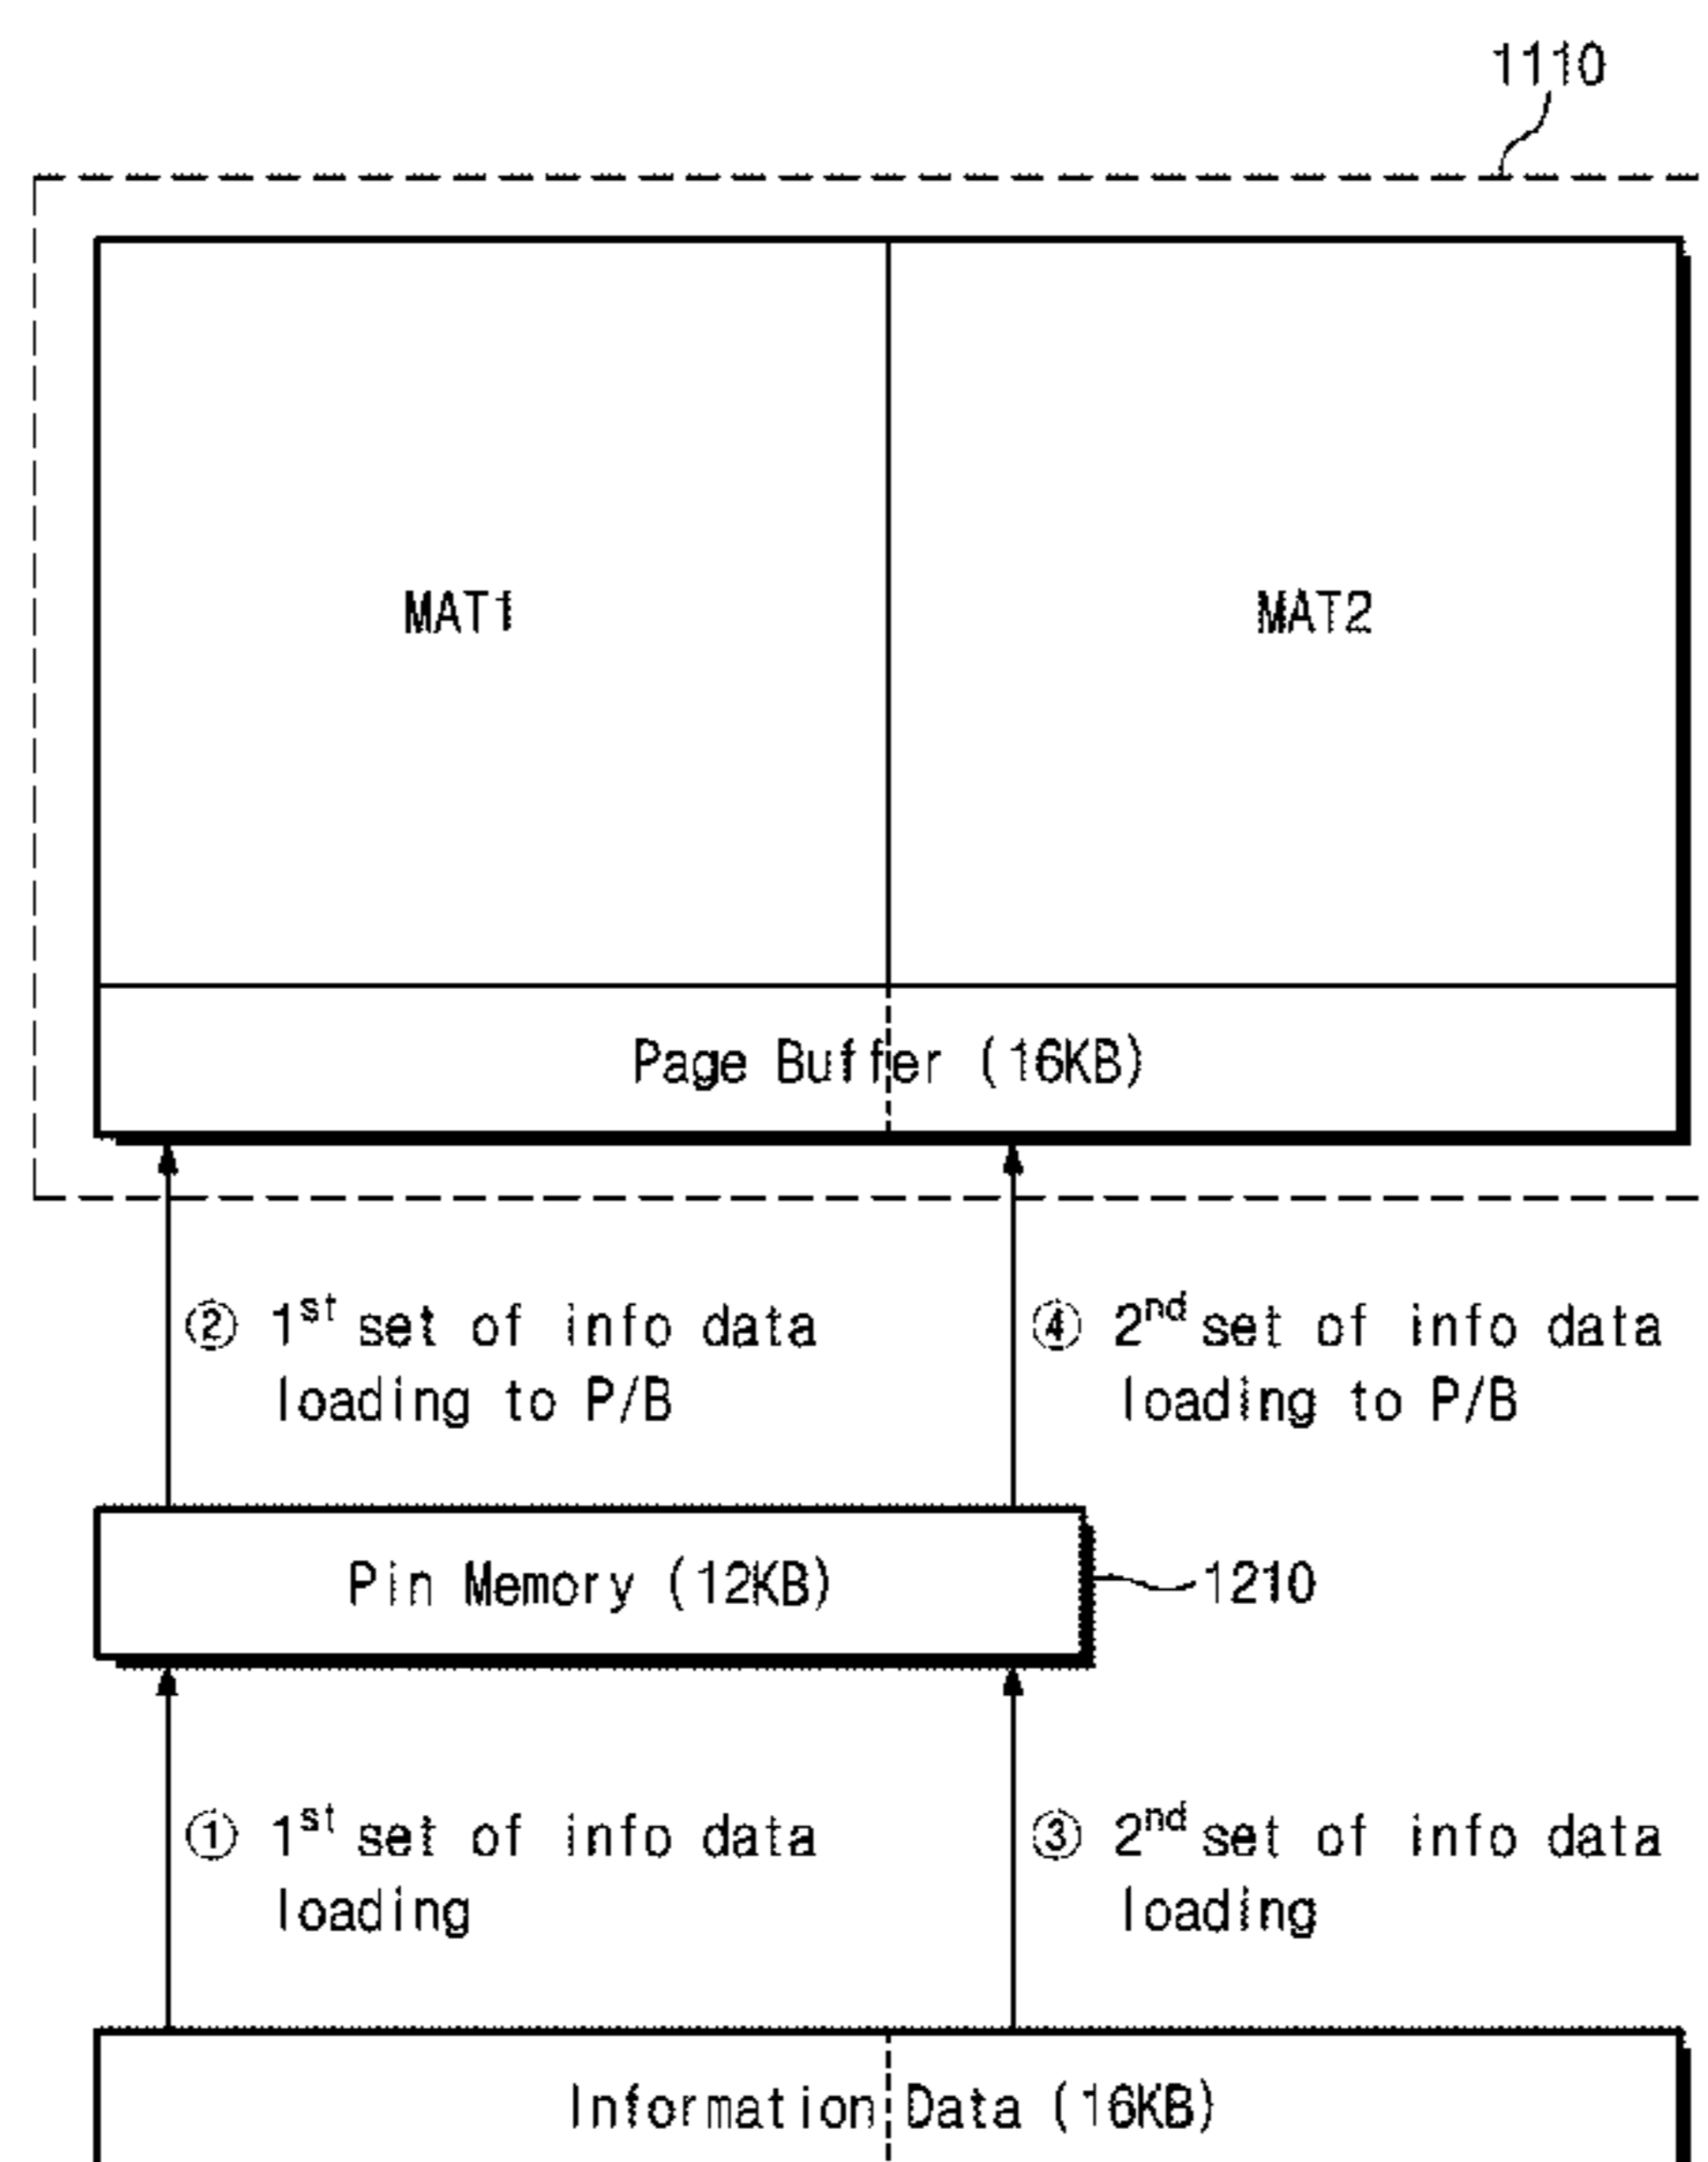 1110
MAT1
MAT2
Page Buffer (16KB)
② 1st set of info data
loading to P/B
④ 2nd set of info data
loading to P/B
Pin Memory (12KB)
1210
① 1st set of info data
loading
③ 2nd set of info data
loading
Information Data (16KB)